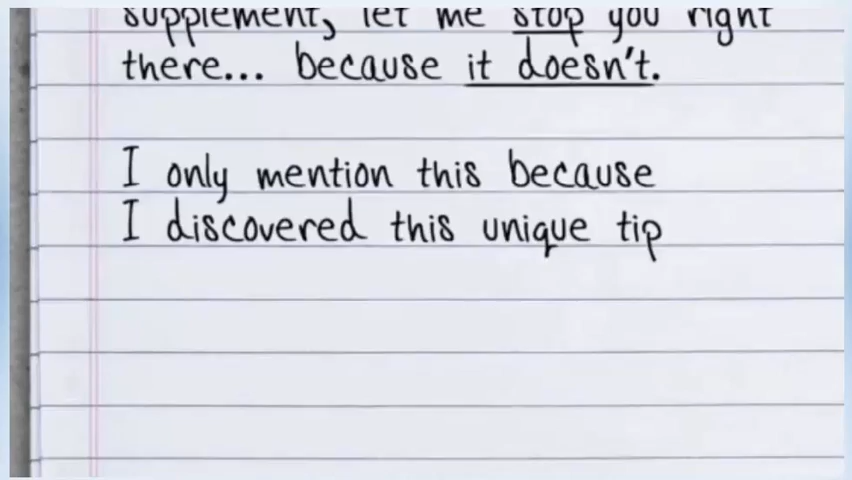 supplement, let me stop you right
there... because it doesn't.
I only mention this because
I discovered this unique tip